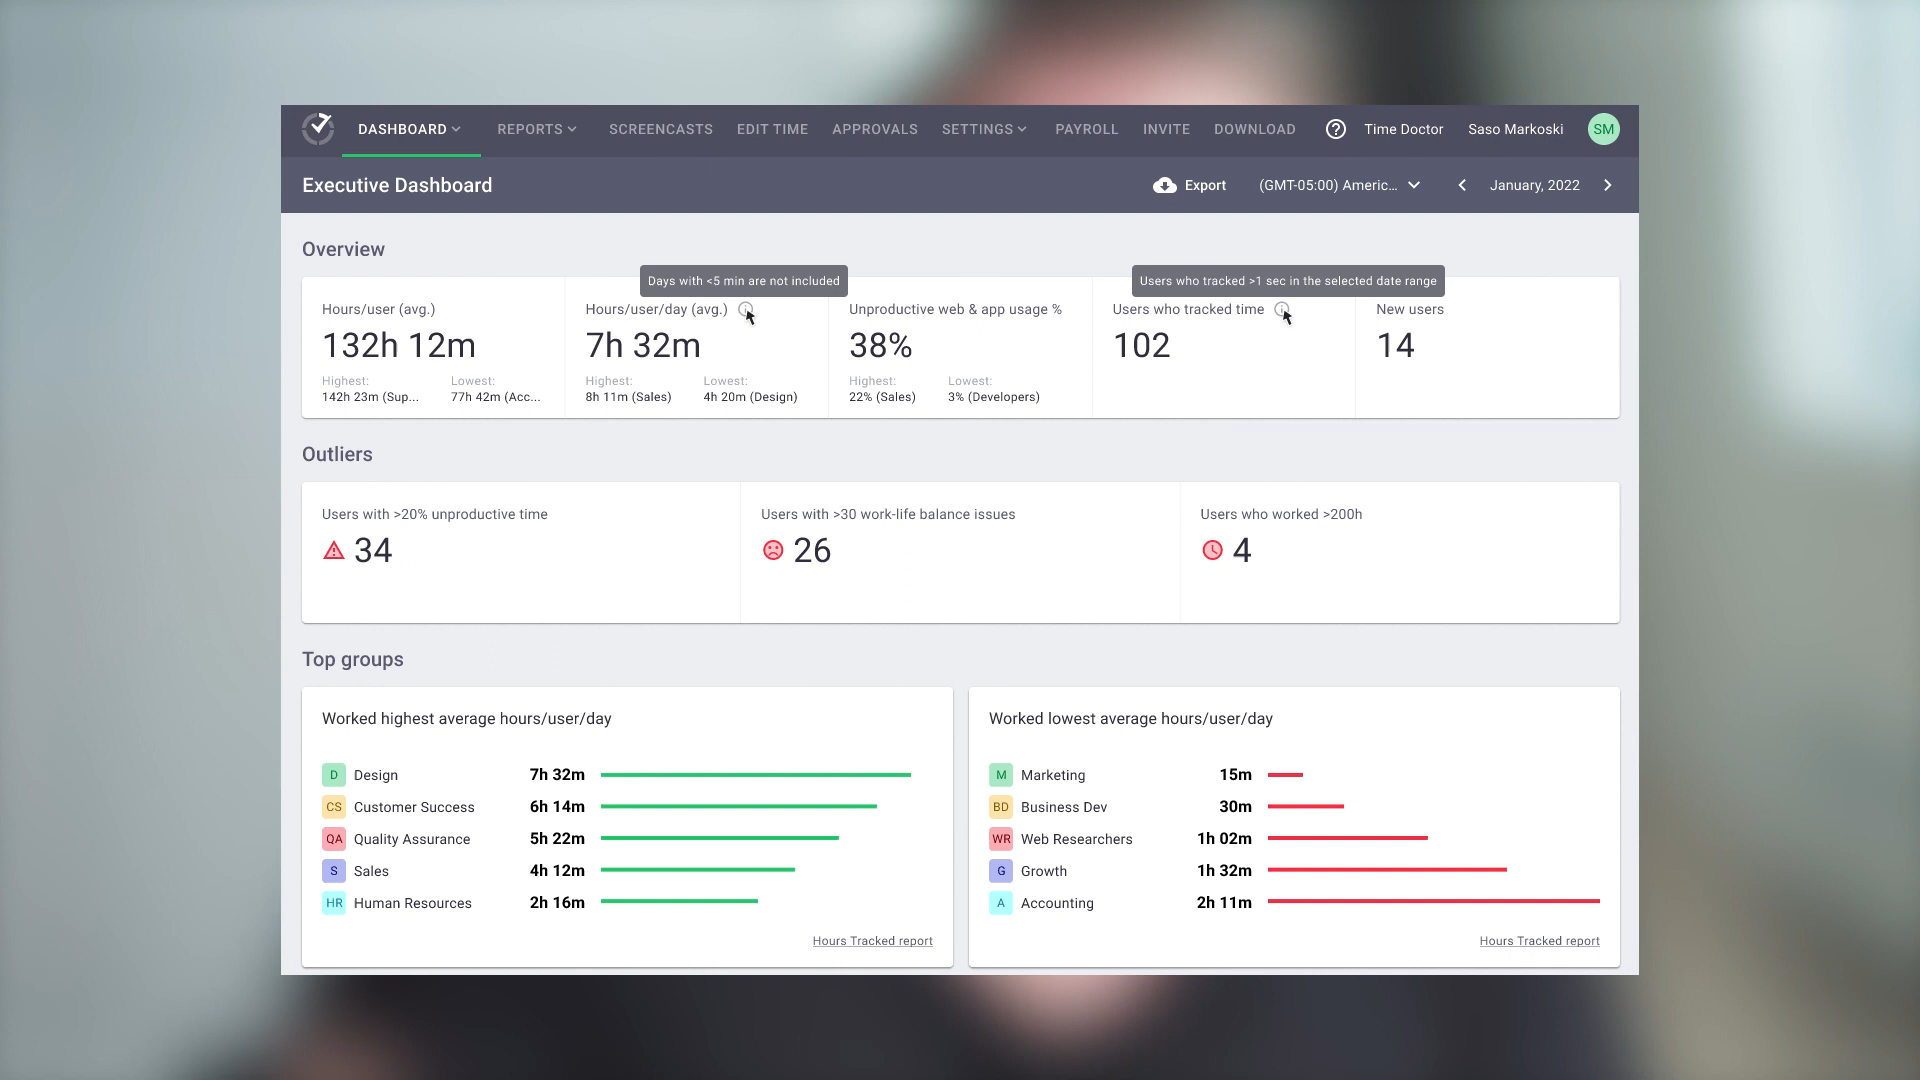 DASHBOARD REPORTS SCREENCASTS EDIT TIME APPROVALS SETTINGS PAYROLL INVITE DOWNLOAD ? Time Doctor Saso Markoski SM
Executive Dashboard Export (GMT-05:00) Americ... January, 2022
Overview
Days with <5 min are not included Users who tracked >1 sec in the selected date range
Hours/user (avg.) Hours/user/day (avg.) Unproductive web & app usage % Users who tracked time New users
132h 12m 7h 32m 38% 102 14
Highest: Lowest: Highest: Lowest: Highest: Lowest:
142h 23m (Sup... 77h 42m (Acc... 8h 11m (Sales) 4h 20m (Design) 22% (Sales) 3% (Developers)
Outliers
Users with >20% unproductive time Users with >30 work-life balance issues Users who worked >200h
34 26 4
Top groups
Worked highest average hours/user/day
D Design 7h 32m
CS Customer Success 6h 14m
QA Quality Assurance 5h 22m
S Sales 4h 12m
HR Human Resources 2h 16m
Hours Tracked report
Worked lowest average hours/user/day
M Marketing 15m
BD Business Dev 30m
WR Web Researchers 1h 02m
G Growth 1h 32m
A Accounting 2h 11m
Hours Tracked report